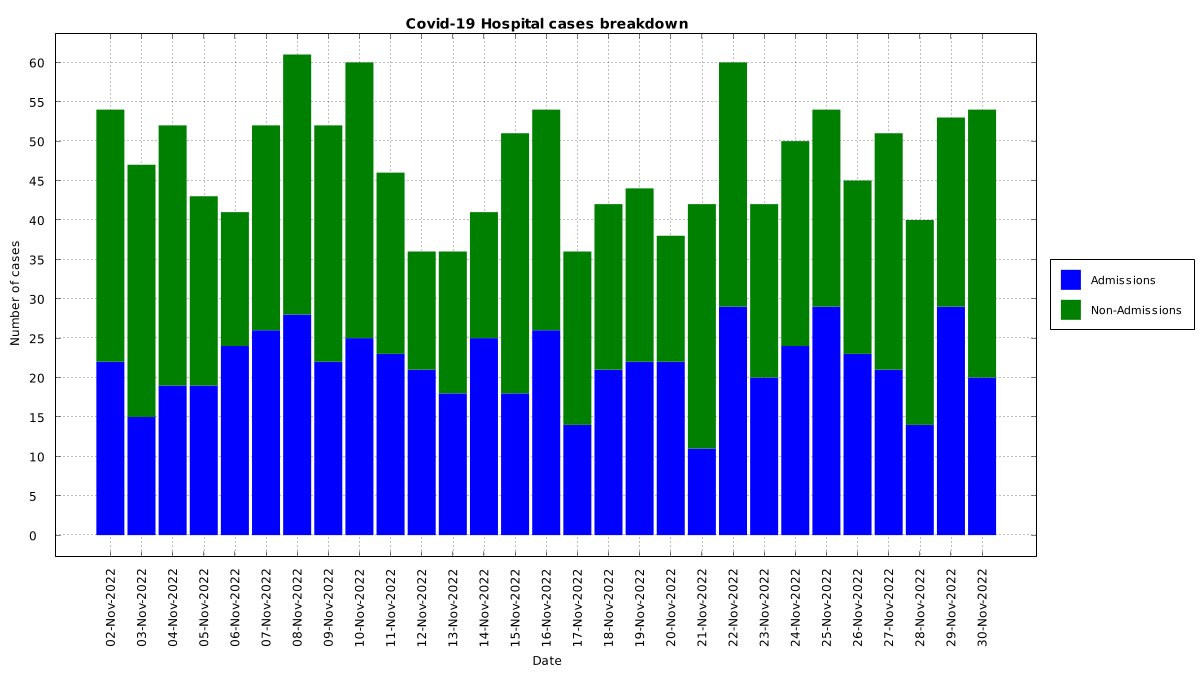 Covid-19 Hospital cases breakdown
60
55
50
45
40
35
30
25
20
15
10
5
0
Number of cases
02-Nov-2022
03-Nov-2022
04-Nov-2022
05-Nov-2022
06-Nov-2022
07-Nov-2022
08-Nov-2022
09-Nov-2022
10-Nov-2022
11-Nov-2022
12-Nov-2022
13-Nov-2022
14-Nov-2022
15-Nov-2022
16-Nov-2022
17-Nov-2022
18-Nov-2022
19-Nov-2022
20-Nov-2022
21-Nov-2022
22-Nov-2022
23-Nov-2022
24-Nov-2022
25-Nov-2022
26-Nov-2022
27-Nov-2022
28-Nov-2022
29-Nov-2022
30-Nov-2022
Date
Admissions
Non-Admissions